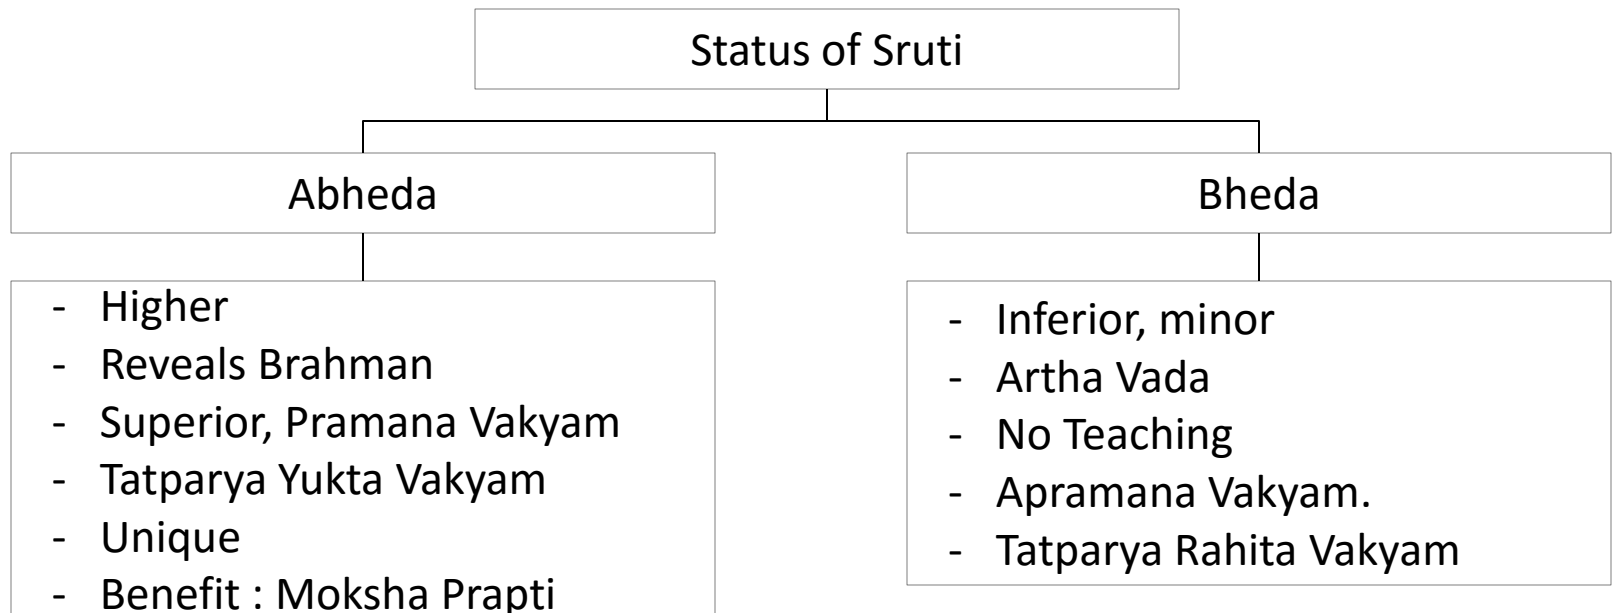 Status of Sruti
Abheda
- Higher
- Reveals Brahman
- Superior, Pramana Vakyam
- Tatparya Yukta Vakyam
- Unique
- Benefit : Moksha Prapti
Bheda
- Inferior, minor
- Artha Vada
- No Teaching
- Apramana Vakyam.
- Tatparya Rahita Vakyam